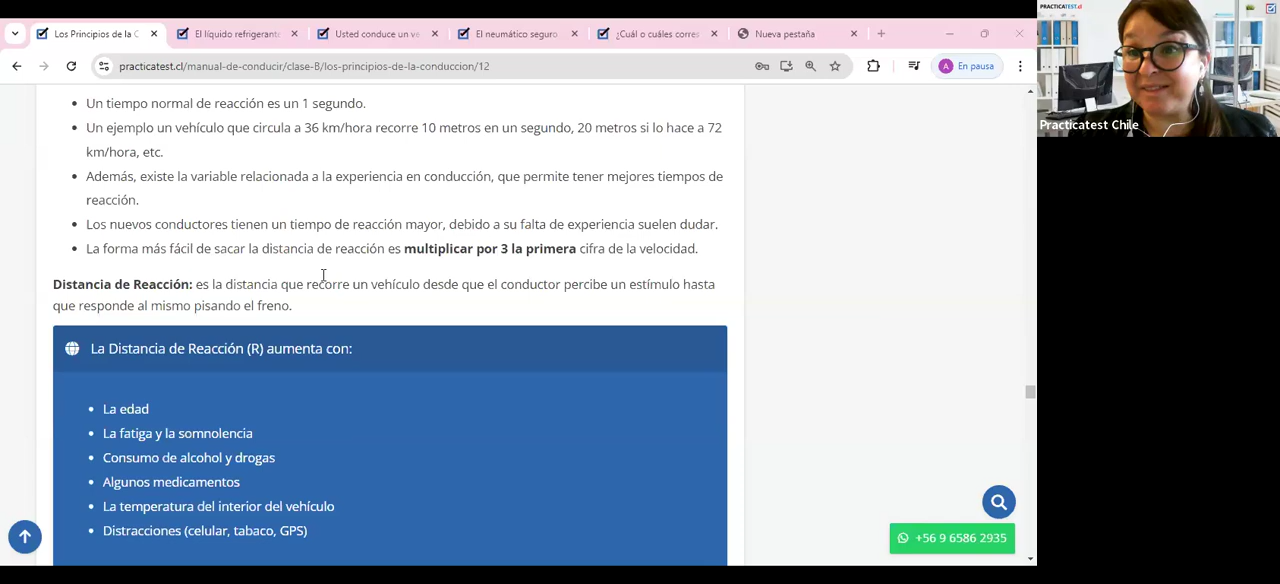 Los Principios de la C
El líquido refrigerante
Usted conduce un ve
El neumático seguro
¿Cuál o cuáles corres
Nueva pestaña
practicatest.cl/manual-de-conducir/clase-B/los-principios-de-la-conduccion/12
A
En pausa
PRACTICATEST.cl
Practicatest Chile
• Un tiempo normal de reacción es un 1 segundo.
• Un ejemplo un vehículo que circula a 36 km/hora recorre 10 metros en un segundo, 20 metros si lo hace a 72
km/hora, etc.
• Además, existe la variable relacionada a la experiencia en conducción, que permite tener mejores tiempos de
reacción.
• Los nuevos conductores tienen un tiempo de reacción mayor, debido a su falta de experiencia suelen dudar.
• La forma más fácil de sacar la distancia de reacción es multiplicar por 3 la primera cifra de la velocidad.
Distancia de Reacción: es la distancia que recorre un vehículo desde que el conductor percibe un estímulo hasta
que responde al mismo pisando el freno.
La Distancia de Reacción (R) aumenta con:
• La edad
• La fatiga y la somnolencia
• Consumo de alcohol y drogas
• Algunos medicamentos
• La temperatura del interior del vehículo
• Distracciones (celular, tabaco, GPS)
+56 9 6586 2935